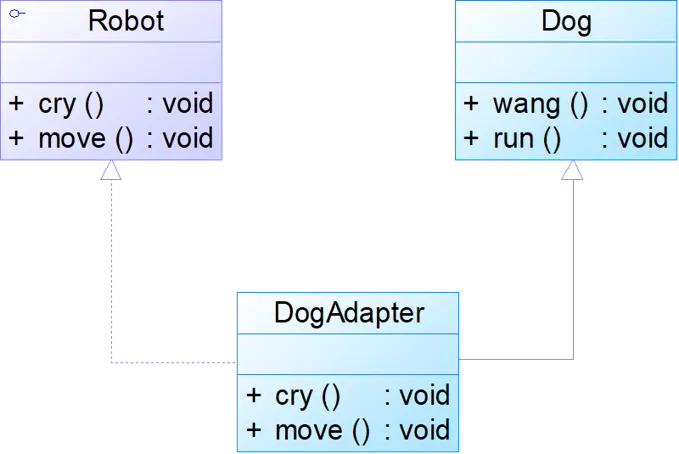 Robot
+ cry () : void
+ move () : void
Dog
+ wang () : void
+ run () : void
DogAdapter
+ cry () : void
+ move () : void